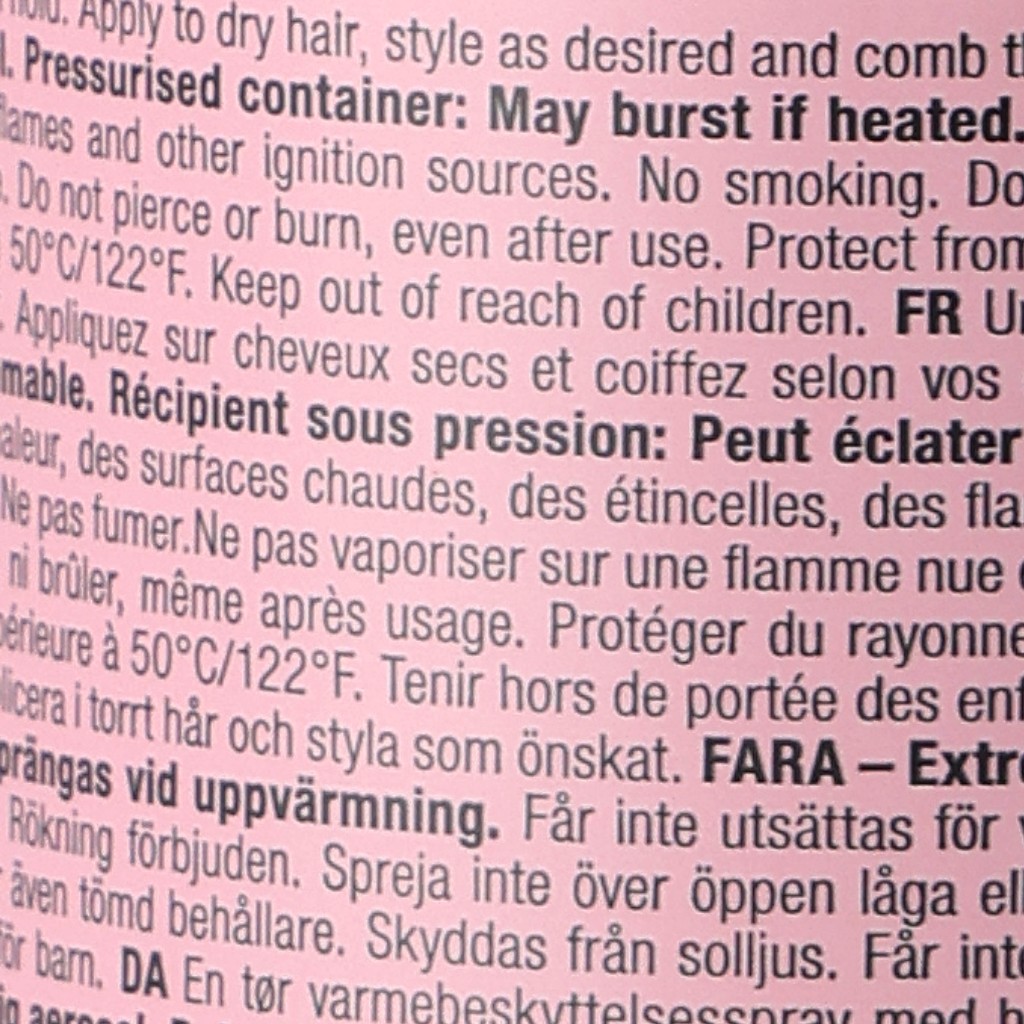 Apply to dry hair, style as desired and comb
Pressurised container: May burst if heated.
and other ignition sources. No smoking. Do
. Do not pierce or burn, even after use. Protect from
50°C/122°F. Keep out of reach of children. FR
. Appliquez sur cheveux secs et coiffez selon vos
mable. Récipient sous pression: Peut éclater
aleur, des surfaces chaudes, des étincelles, des fla
Ne pas fumer.Ne pas vaporiser sur une flamme nue
ni brûler, même après usage. Protéger du rayonne
érieure à 50°C/122°F. Tenir hors de portée des enf
licera i torrt hår och styla som önskat. FARA – Extre
prängas vid uppvärmning. Får inte utsättas för
Rökning förbjuden. Spreja inte över öppen låga ell
även tömd behållare. Skyddas från solljus. Får inte
för barn. DA En tør varmebeskyttelsesspray med